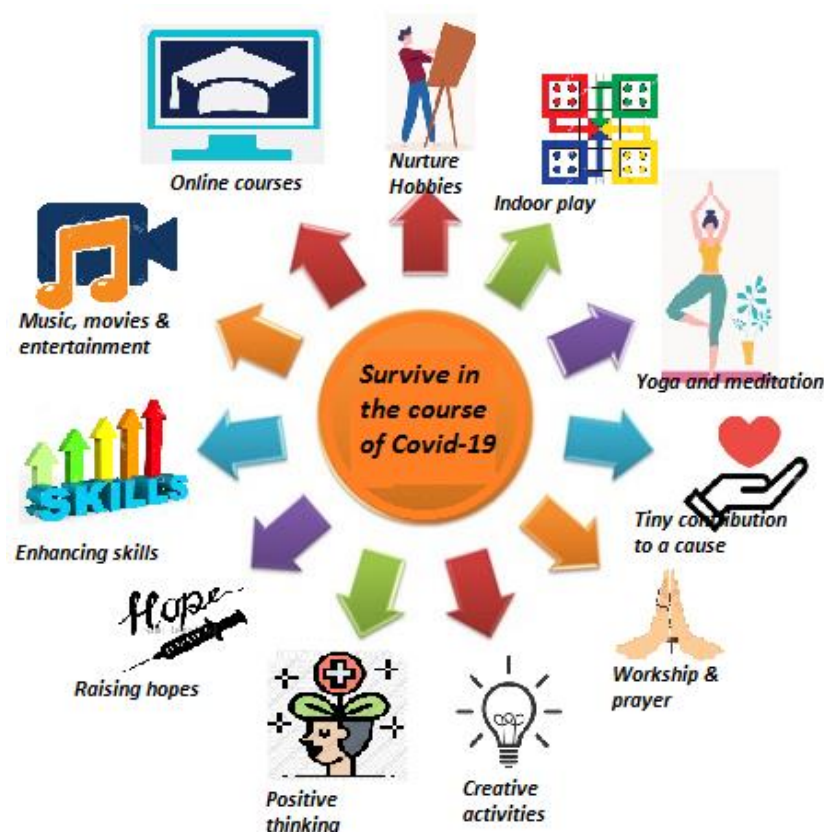 Online courses
Nurture
Hobbies
Indoor play
Music, movies &
entertainment
Yoga and meditation
Survive in
the course
of Covid-19
SKILLS
Enhancing skills
Tiny contribution
to a cause
Hope
Raising hopes
Workship &
prayer
Positive
thinking
Creative
activities